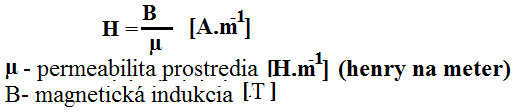 H = B/μ [A.m⁻¹]
μ - permeabilita prostredia [H.m⁻¹] (henry na meter)
B- magnetická indukcia [.T ]